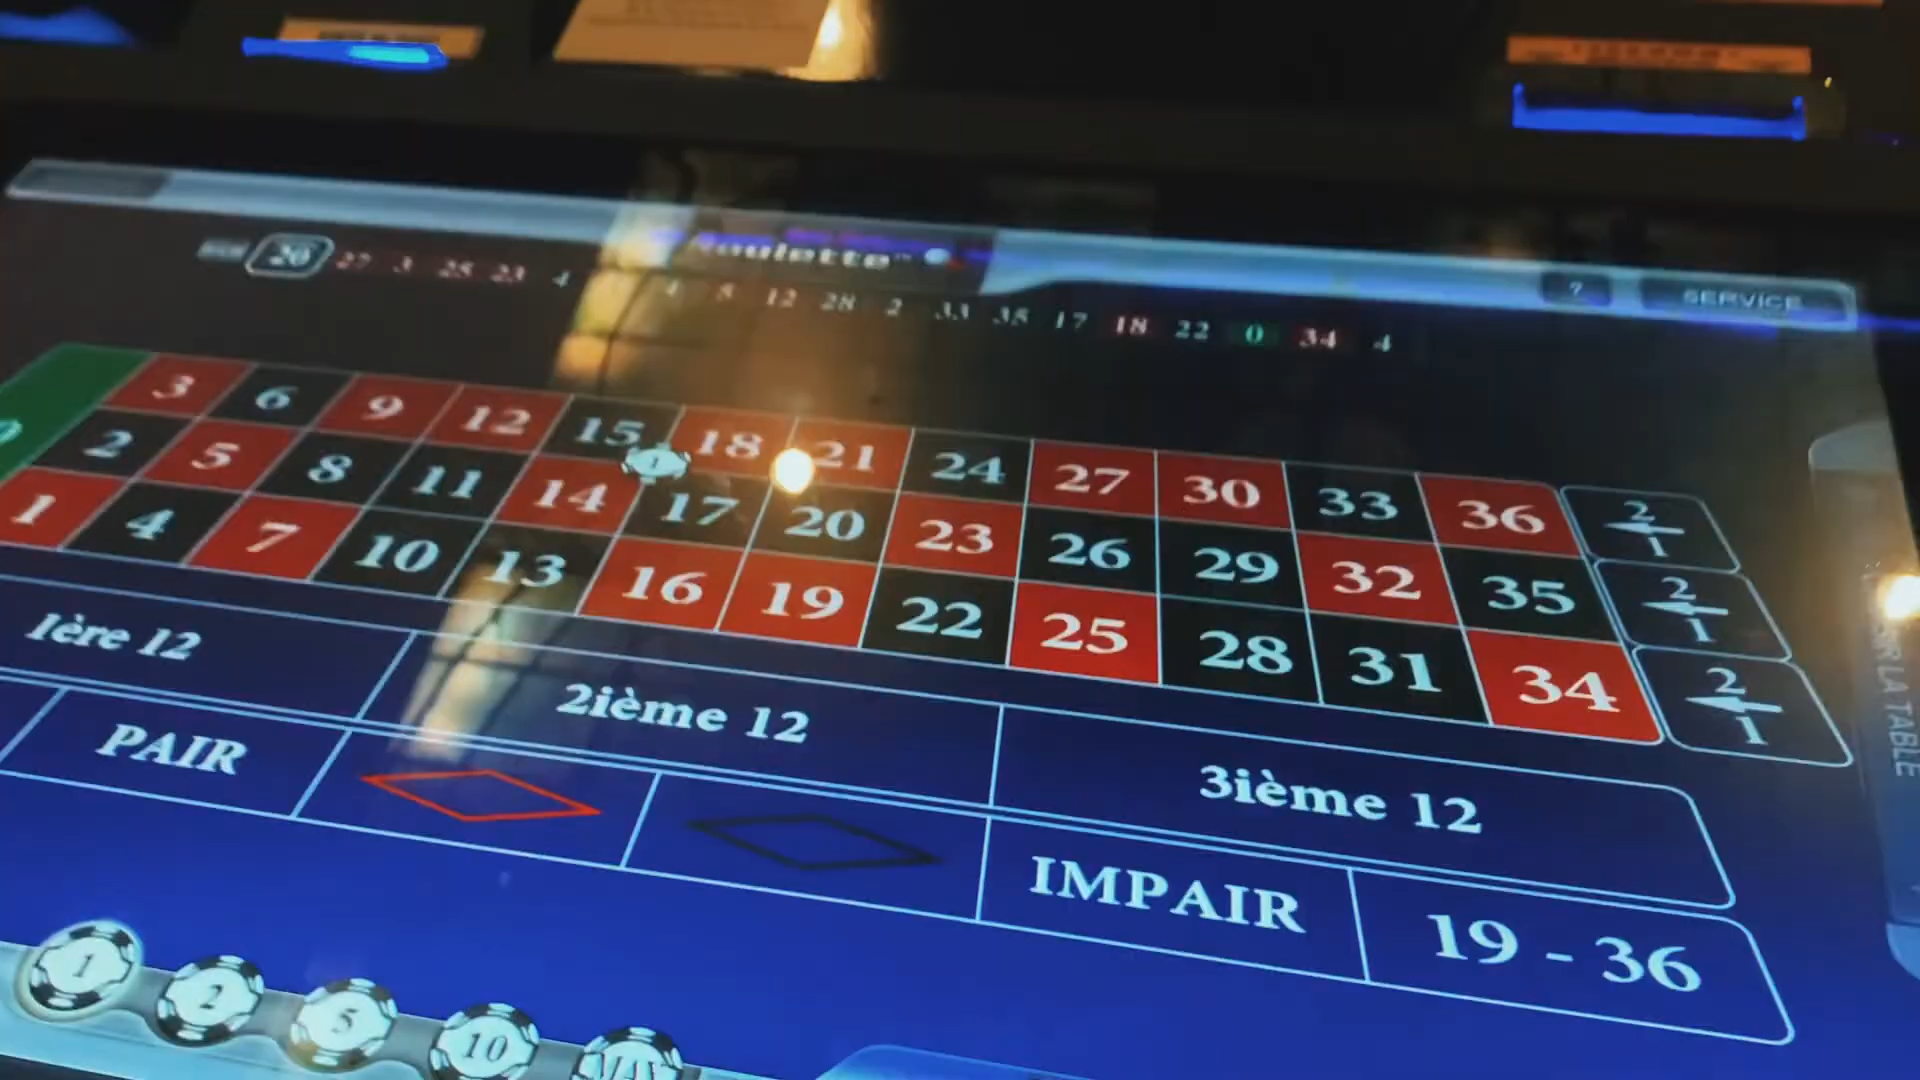 20 27 3 25 23 4 4 5 12 28 2 33 35 17 18 22 0 34 4
? SERVICE
3 6 9 12 15 18 21 24 27 30 33 36 2 1
0 2 5 8 11 14 17 20 23 26 29 32 35 2 1
1 4 7 10 13 16 19 22 25 28 31 34 2 1
1
1ère 12 2ième 12 3ième 12
PAIR IMPAIR 19 - 36
1 2 5 10
LA TABLE